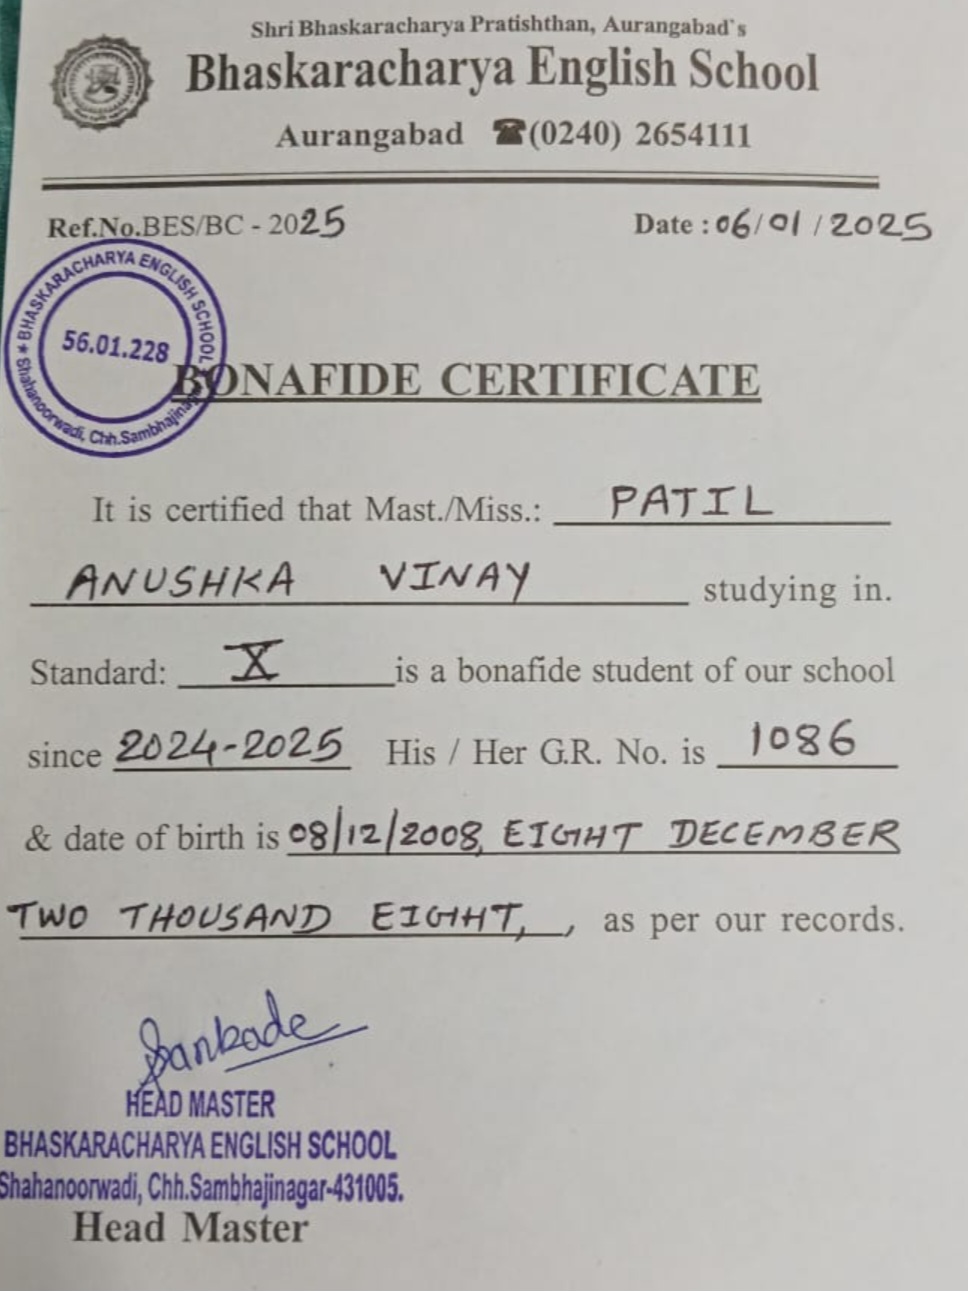 Shri Bhaskaracharya Pratishthan, Aurangabad`s
Bhaskaracharya English School
Aurangabad ☎(0240) 2654111
Ref.No.BES/BC - 2025 Date : 06/01/2025
BHASKARACHARYA ENGLISH SCHOOL
56.01.228
Shahanoorwadi, Chh.Sambhajinagar
BONAFIDE CERTIFICATE
It is certified that Mast./Miss.: PATIL
ANUSHKA VINAY studying in.
Standard: X is a bonafide student of our school
since 2024-2025 His / Her G.R. No. is 1086
& date of birth is 08/12/2008, EIGHT DECEMBER
TWO THOUSAND EIGHT, , as per our records.
Sankade
HEAD MASTER
BHASKARACHARYA ENGLISH SCHOOL
Shahanoorwadi, Chh.Sambhajinagar-431005.
Head Master